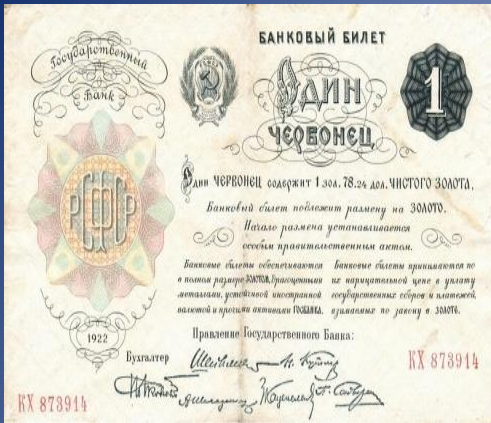 Государственный
Банк
БАНКОВЫЙ БИЛЕТ
ОДИН
ЧЕРВОНЕЦ
1
Один ЧЕРВОНЕЦ содержит 1 зол. 78.24 дол. ЧИСТОГО ЗОЛОТА.
Банковый билет подлежит размену на ЗОЛОТО.
Начало размена устанавливается
особым правительственным актом.
РСФСР
Банковые билеты обеспечиваются
в полном размере ЗОЛОТОМ, драгоценными
металлами, устойчивой иностранной
валютой и прочими активами ГОСБАНКА.
Банковые билеты принимаются по
их нарицательной цене в уплату
государственных сборов и платежей,
взимаемых по закону в ЗОЛОТЕ.
1922
Правление Государственного Банка:
Бухгалтер
КХ 873914
КХ 873914